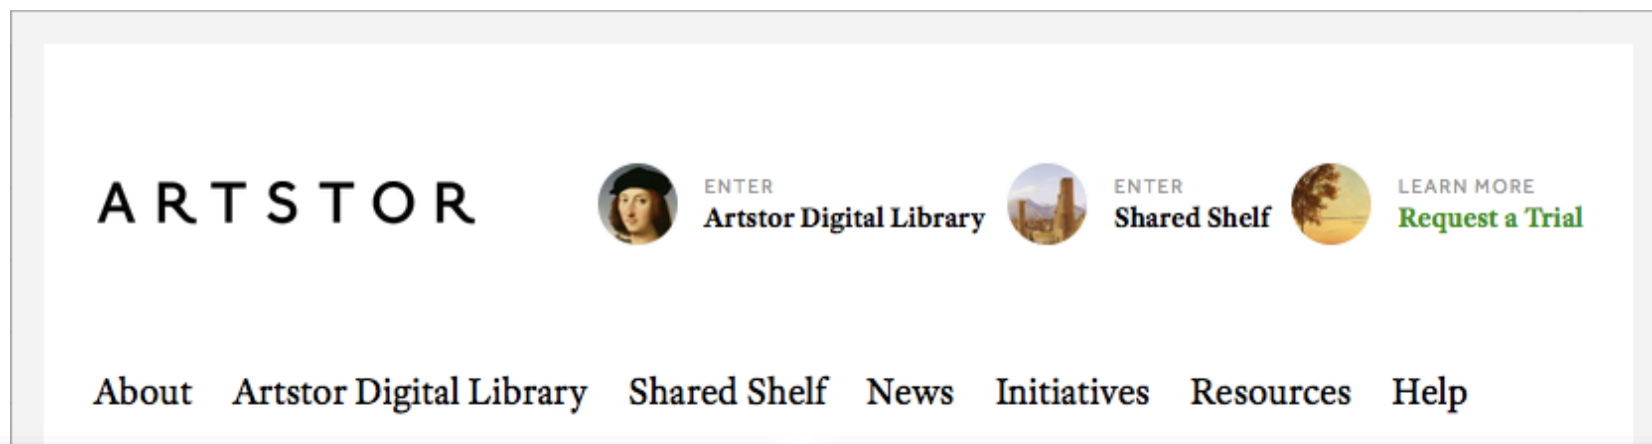 ARTSTOR
ENTER
Artstor Digital Library
ENTER
Shared Shelf
LEARN MORE
Request a Trial
About Artstor Digital Library Shared Shelf News Initiatives Resources Help